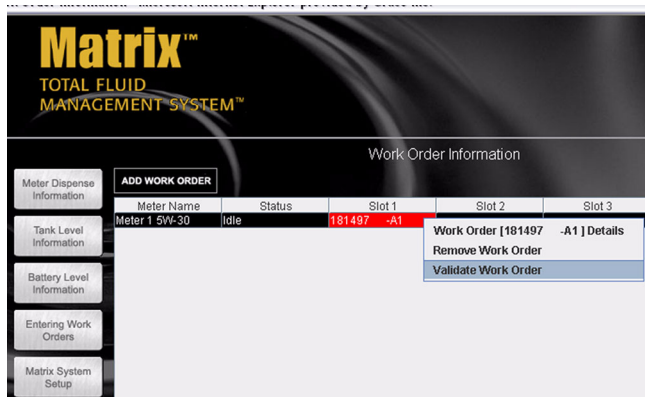 Matrix™
TOTAL FLUID
MANAGEMENT SYSTEM™
Work Order Information
Meter Dispense
Information
ADD WORK ORDER
Meter Name Status Slot 1 Slot 2 Slot 3
Meter 1 5W-30 Idle 181497 -A1
Work Order [181497 -A1 ] Details
Remove Work Order
Validate Work Order
Tank Level
Information
Battery Level
Information
Entering Work
Orders
Matrix System
Setup